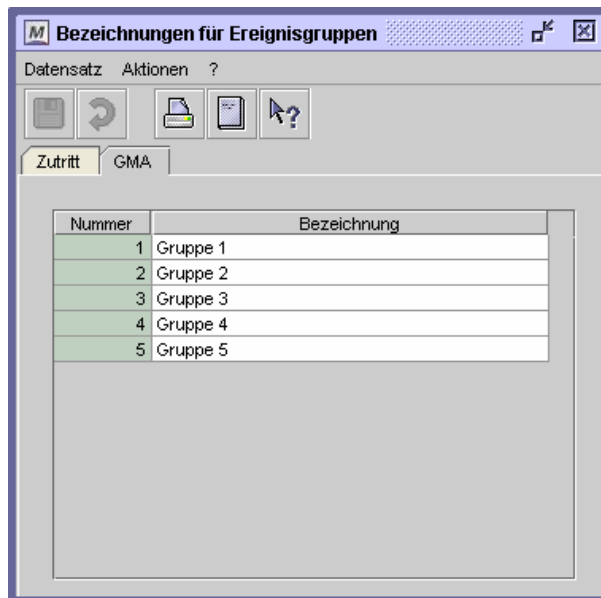 M Bezeichnungen für Ereignisgruppen
Datensatz Aktionen ?
?
Zutritt GMA
Nummer Bezeichnung
1 Gruppe 1
2 Gruppe 2
3 Gruppe 3
4 Gruppe 4
5 Gruppe 5